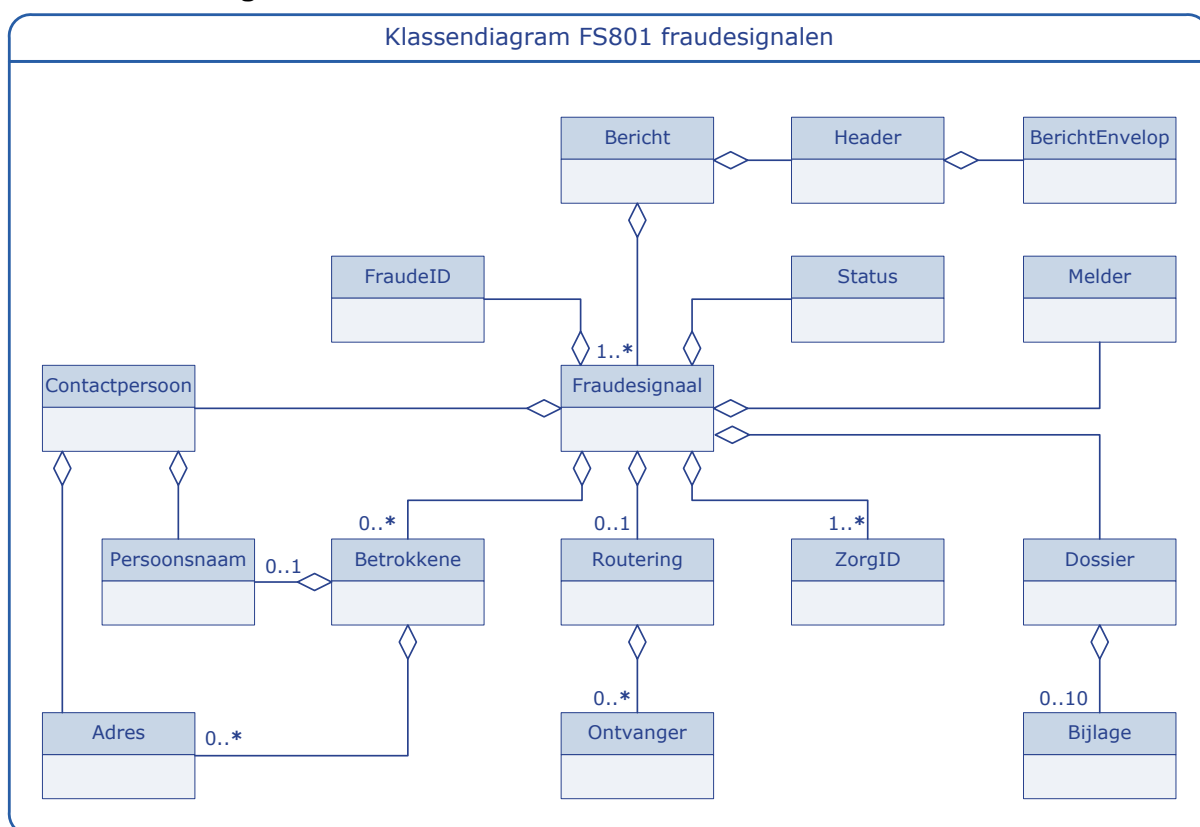 Klassendiagram FS801 fraudesignalen
Bericht
Header
BerichtEnvelop
FraudeID
Status
Melder
1..*
Contactpersoon
Fraudesignaal
0..*
0..1
1..*
Persoonsnaam
0..1
Betrokkene
Routering
ZorgID
Dossier
0..*
0..10
Adres
0..*
Ontvanger
Bijlage